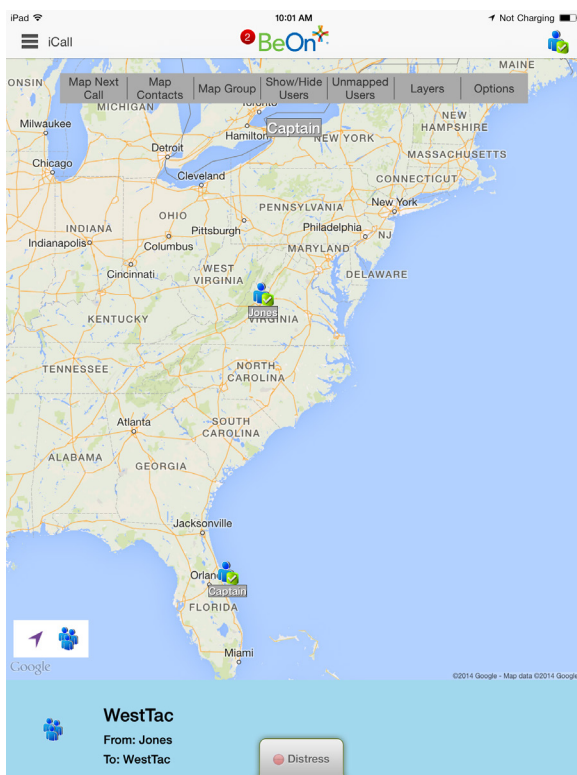 iPad 10:01 AM Not Charging
iCall 2 BeOn
MAINE
ONSIN
Map Next Call Map Contacts Map Group Show/Hide Users Unmapped Users Layers Options
MICHIGAN
Toronto
NEW HAMPSHIRE
Milwaukee
Hamilton
Captain
NEW YORK
Detroit
MASSACHUSETTS
Chicago
Cleveland
CONNECTICUT
New York
PENNSYLVANIA
OHIO
Pittsburgh
Philadelphia
NJ
INDIANA
Indianapolis
Columbus
MARYLAND
Cincinnati
WEST VIRGINIA
DELAWARE
Jones
KENTUCKY
VIRGINIA
TENNESSEE
NORTH CAROLINA
Atlanta
SOUTH CAROLINA
ALABAMA
GEORGIA
Jacksonville
Orlan
Captain
FLORIDA
Miami
Google
©2014 Google - Map data ©2014 Google
WestTac
From: Jones
To: WestTac
Distress